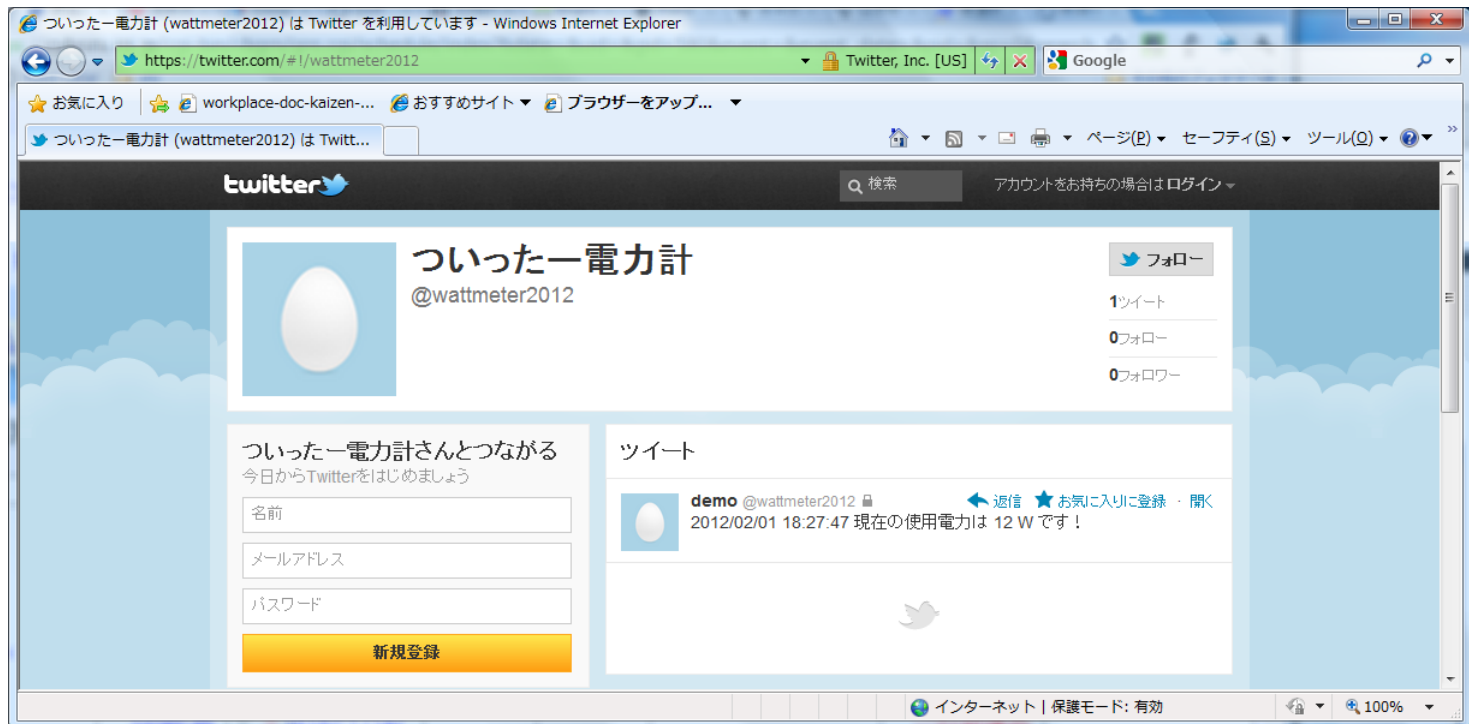 ついったー電力計 (wattmeter2012) は Twitter を利用しています - Windows Internet Explorer
https://twitter.com/#!/wattmeter2012
Twitter, Inc. [US]
Google
お気に入り
workplace-doc-kaizen-...
おすすめサイト
ブラウザーをアップ...
ついったー電力計 (wattmeter2012) は Twitt...
ページ(P)
セーフティ(S)
ツール(O)
twitter
検索
アカウントをお持ちの場合は ログイン
ついったー電力計
@wattmeter2012
フォロー
1ツイート
0フォロー
0フォロワー
ついったー電力計さんとつながる
今日からTwitterをはじめましょう
名前
メールアドレス
パスワード
新規登録
ツイート
demo @wattmeter2012
返信
お気に入りに登録 · 開く
2012/02/01 18:27:47 現在の使用電力は 12 W です！
インターネット | 保護モード: 有効
100%